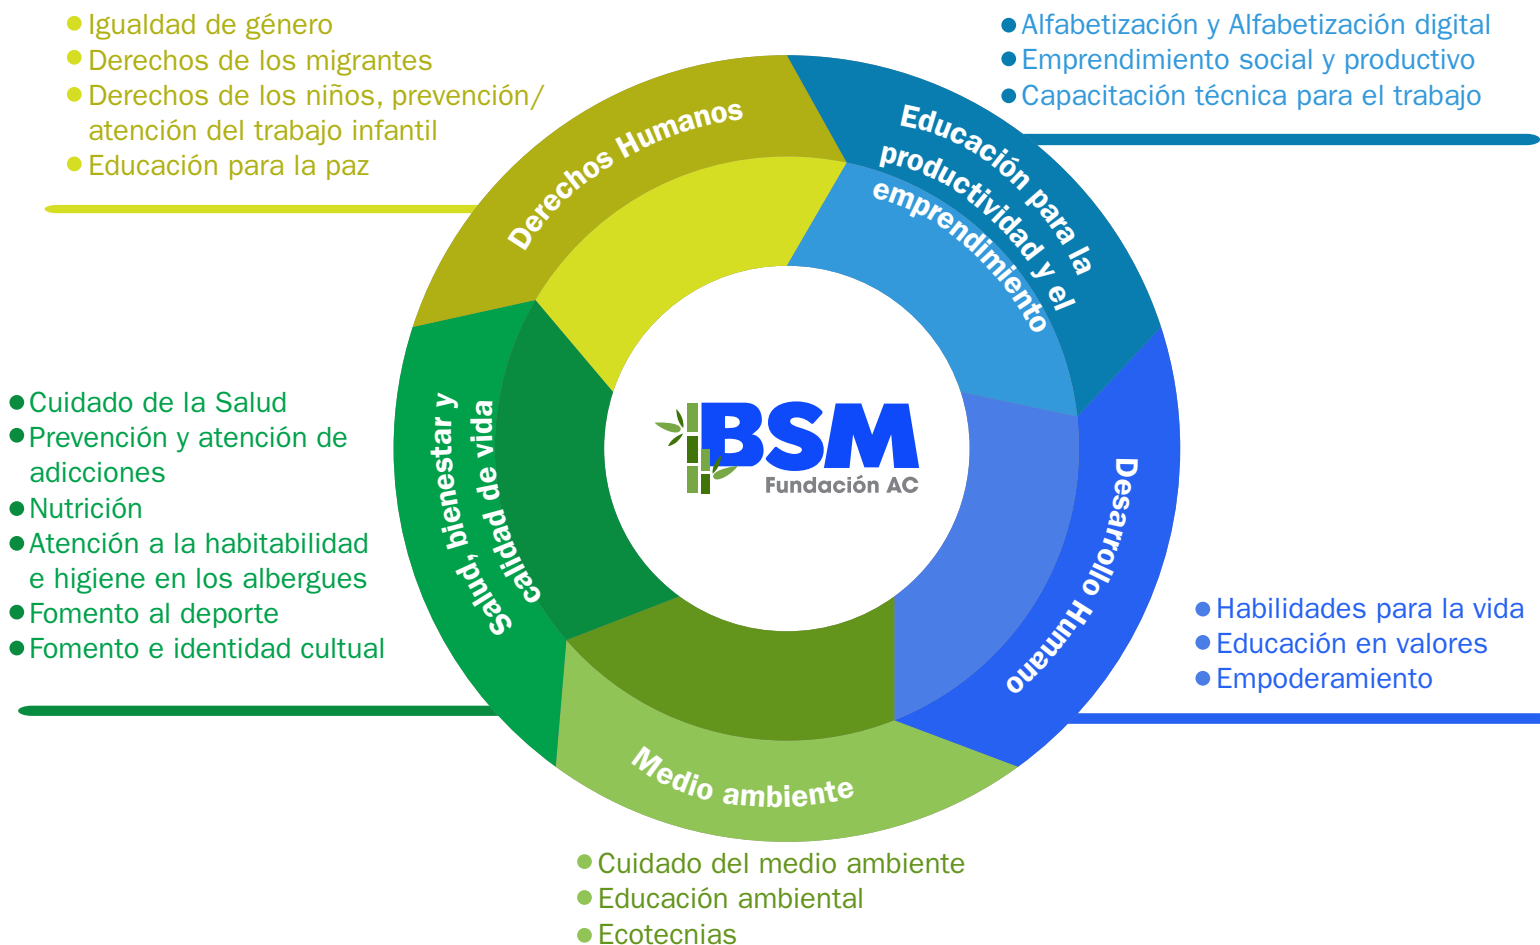 Igualdad de género
Derechos de los migrantes
Derechos de los niños, prevención/
atención del trabajo infantil
Educación para la paz
Alfabetización y Alfabetización digital
Emprendimiento social y productivo
Capacitación técnica para el trabajo
Derechos Humanos
Educación para la
productividad y el
emprendimiento
Cuidado de la Salud
Prevención y atención de
adicciones
Nutrición
Atención a la habitabilidad
e higiene en los albergues
Fomento al deporte
Fomento e identidad cultual
Salud, bienestar y
calidad de vida
BSM
Fundación AC
Desarrollo Humano
Habilidades para la vida
Educación en valores
Empoderamiento
Medio ambiente
Cuidado del medio ambiente
Educación ambiental
Ecotecnias